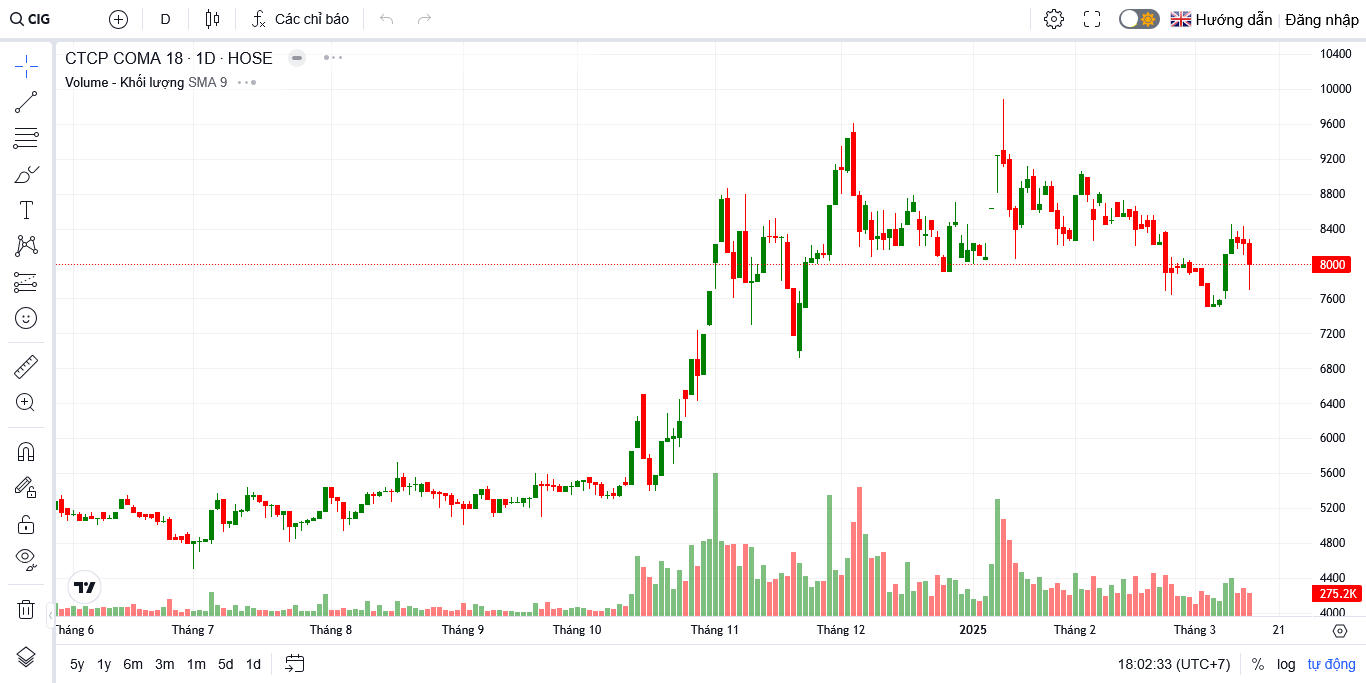 CIG D Các chỉ báo Hướng dẫn Đăng nhập
CTCP COMA 18 · 1D · HOSE
Volume - Khối lượng SMA 9
10400
10000
9600
9200
8800
8400
8000
7600
7200
6800
6400
6000
5600
5200
4800
4400
275.2K
4000
Tháng 6 Tháng 7 Tháng 8 Tháng 9 Tháng 10 Tháng 11 Tháng 12 2025 Tháng 2 Tháng 3 21
5y 1y 6m 3m 1m 5d 1d 18:02:33 (UTC+7) % log tự động